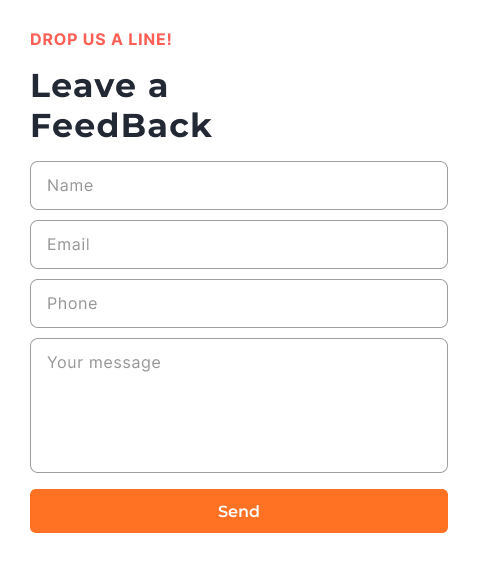 DROP US A LINE!
Leave a
FeedBack
Name
Email
Phone
Your message
Send